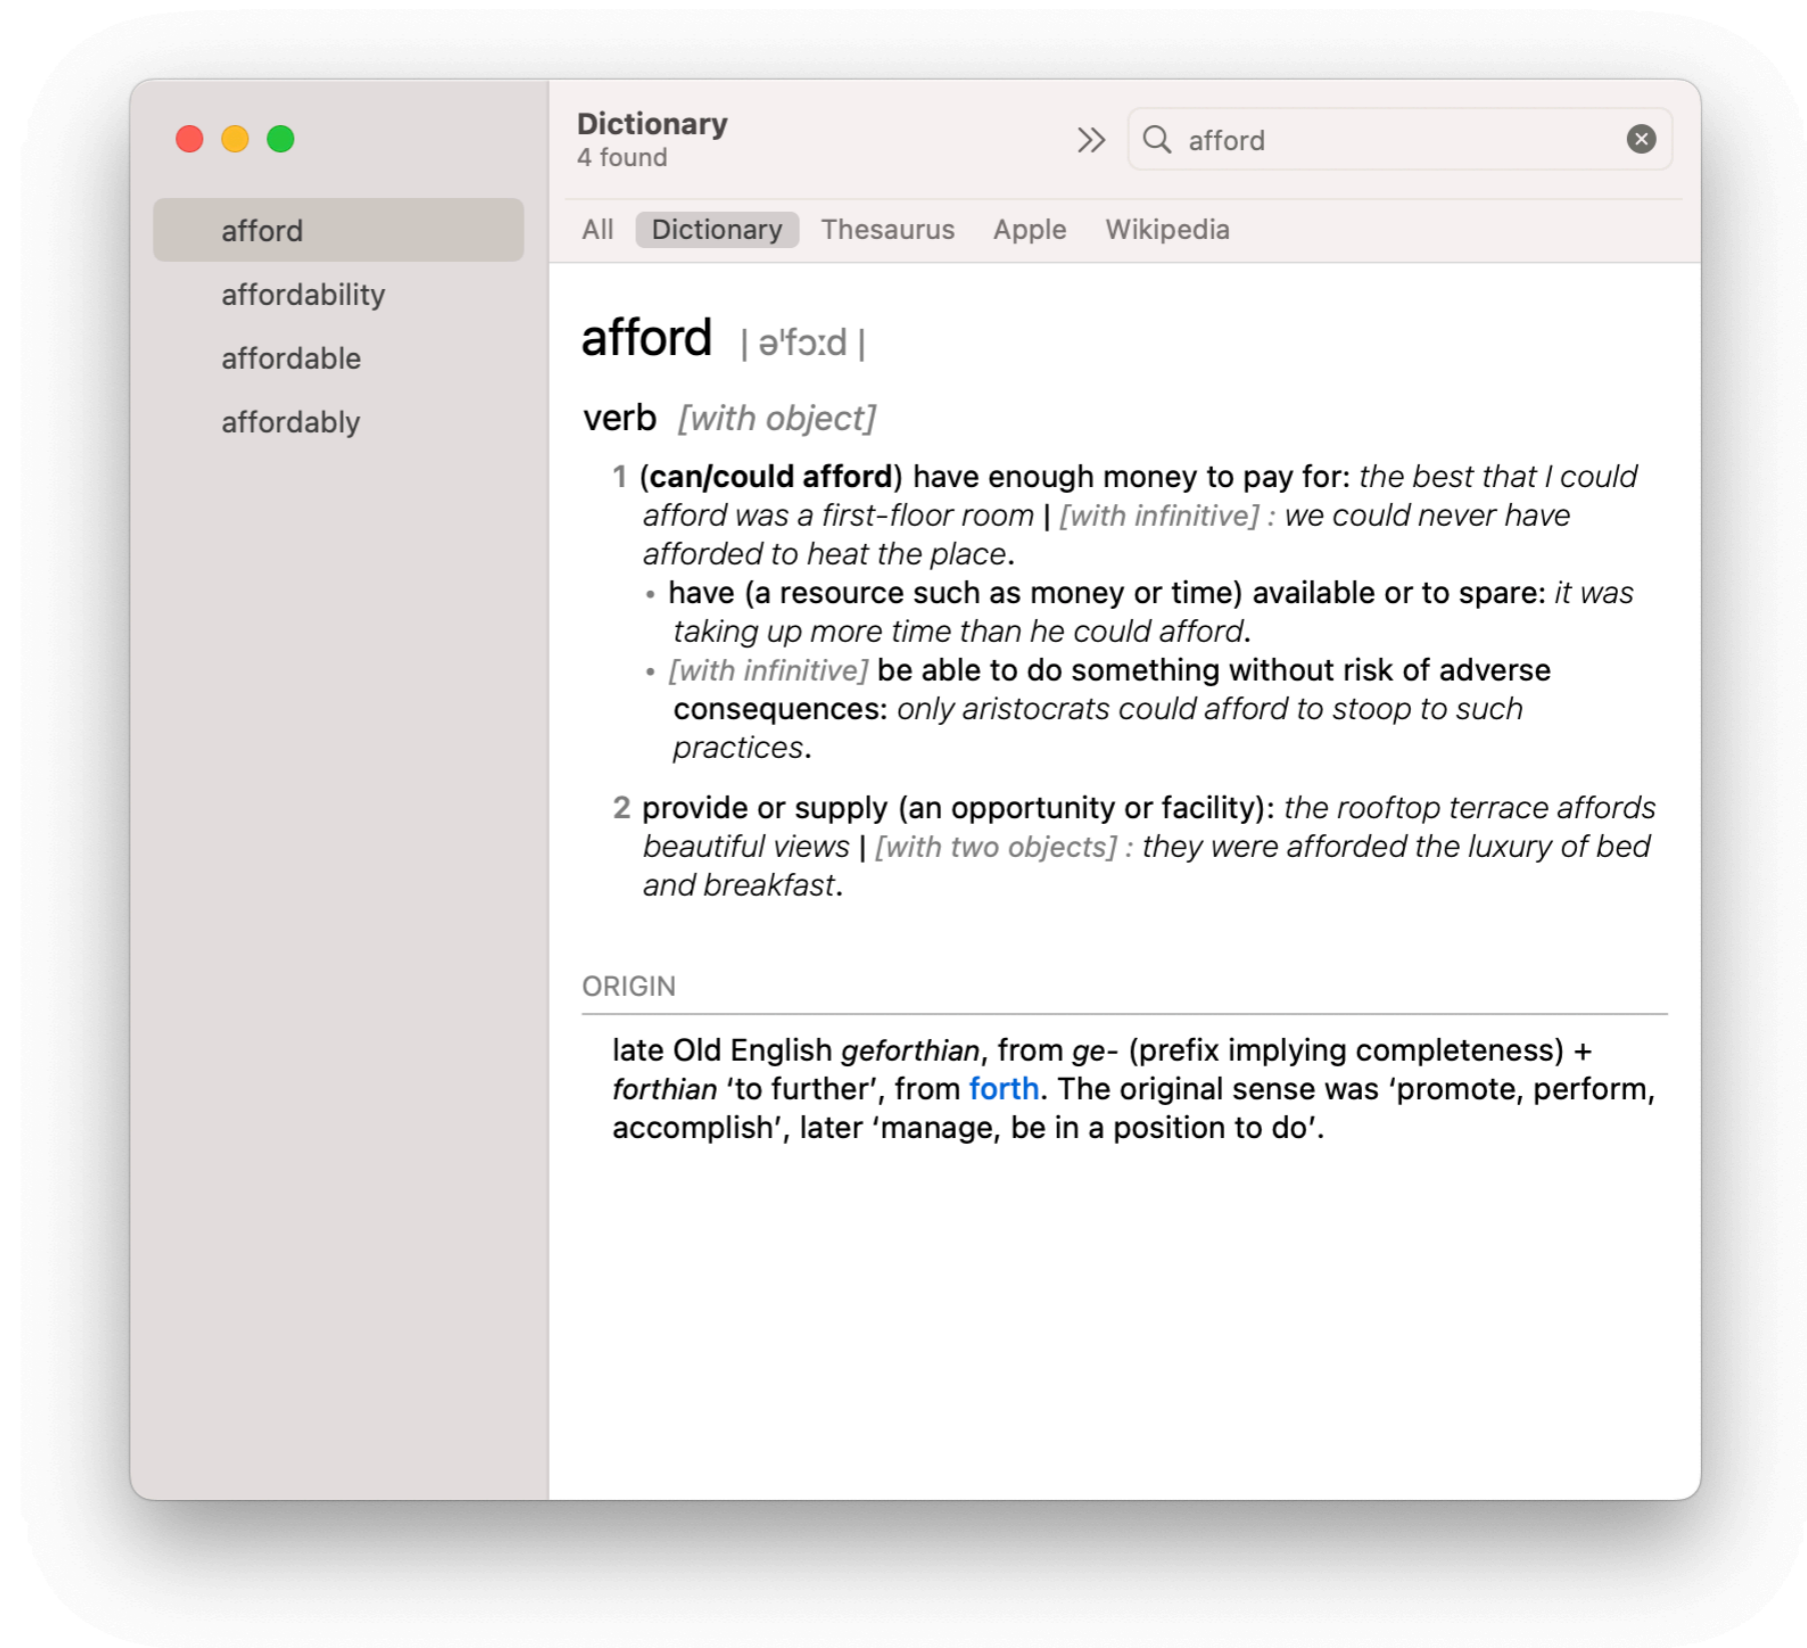 Dictionary
4 found
afford
All Dictionary Thesaurus Apple Wikipedia
afford
affordability
affordable
affordably
afford | əˈfɔːd |
verb [with object]
1 (can/could afford) have enough money to pay for: the best that I could
afford was a first-floor room | [with infinitive] : we could never have
afforded to heat the place.
• have (a resource such as money or time) available or to spare: it was
taking up more time than he could afford.
• [with infinitive] be able to do something without risk of adverse
consequences: only aristocrats could afford to stoop to such
practices.
2 provide or supply (an opportunity or facility): the rooftop terrace affords
beautiful views | [with two objects] : they were afforded the luxury of bed
and breakfast.
ORIGIN
late Old English geforthian, from ge- (prefix implying completeness) +
forthian ‘to further’, from forth. The original sense was ‘promote, perform,
accomplish’, later ‘manage, be in a position to do’.